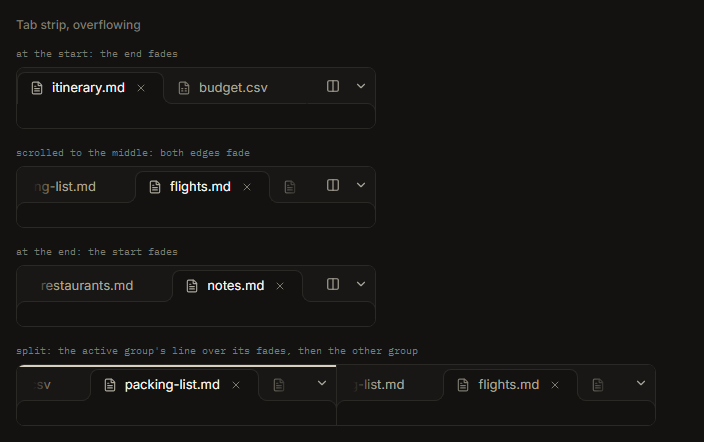 Tab strip, overflowing
at the start: the end fades
itinerary.md budget.csv
scrolled to the middle: both edges fade
ng-list.md flights.md
at the end: the start fades
restaurants.md notes.md
split: the active group's line over its fades, then the other group
sv packing-list.md -list.md flights.md